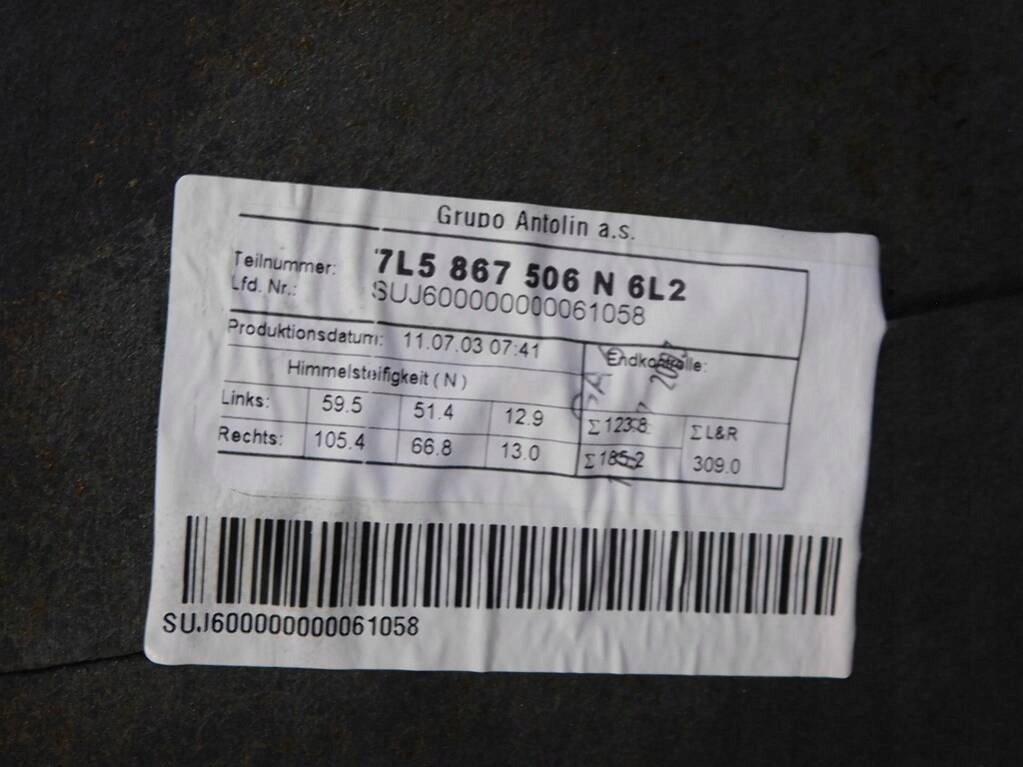 Grupo Antolin a.s.
Teilnummer: 7L5 867 506 N 6L2
Lfd. Nr.: SUJ600000000061058
Produktionsdatum: 11.07.03 07:41
Endkontrolle:
Himmelsteifigkeit ( N )
Links: 59.5 51.4 12.9 Σ 123.8 Σ L&R
Rechts: 105.4 66.8 13.0 Σ 185.2 309.0
SUJ600000000061058